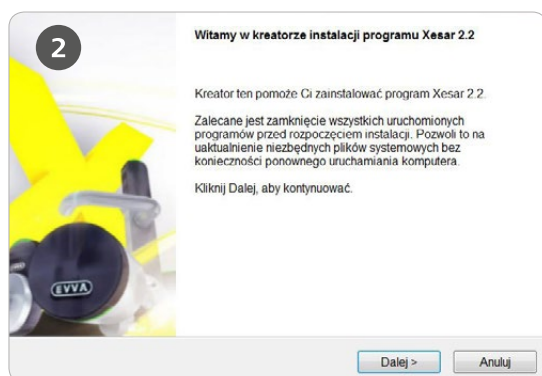 2
Witamy w kreatorze instalacji programu Xesar 2.2
Kreator ten pomoże Ci zainstalować program Xesar 2.2.
Zalecane jest zamknięcie wszystkich uruchomionych
programów przed rozpoczęciem instalacji. Pozwoli to na
uaktualnienie niezbędnych plików systemowych bez
konieczności ponownego uruchamiania komputera.
Kliknij Dalej, aby kontynuować.
EVVA
Dalej >
Anuluj